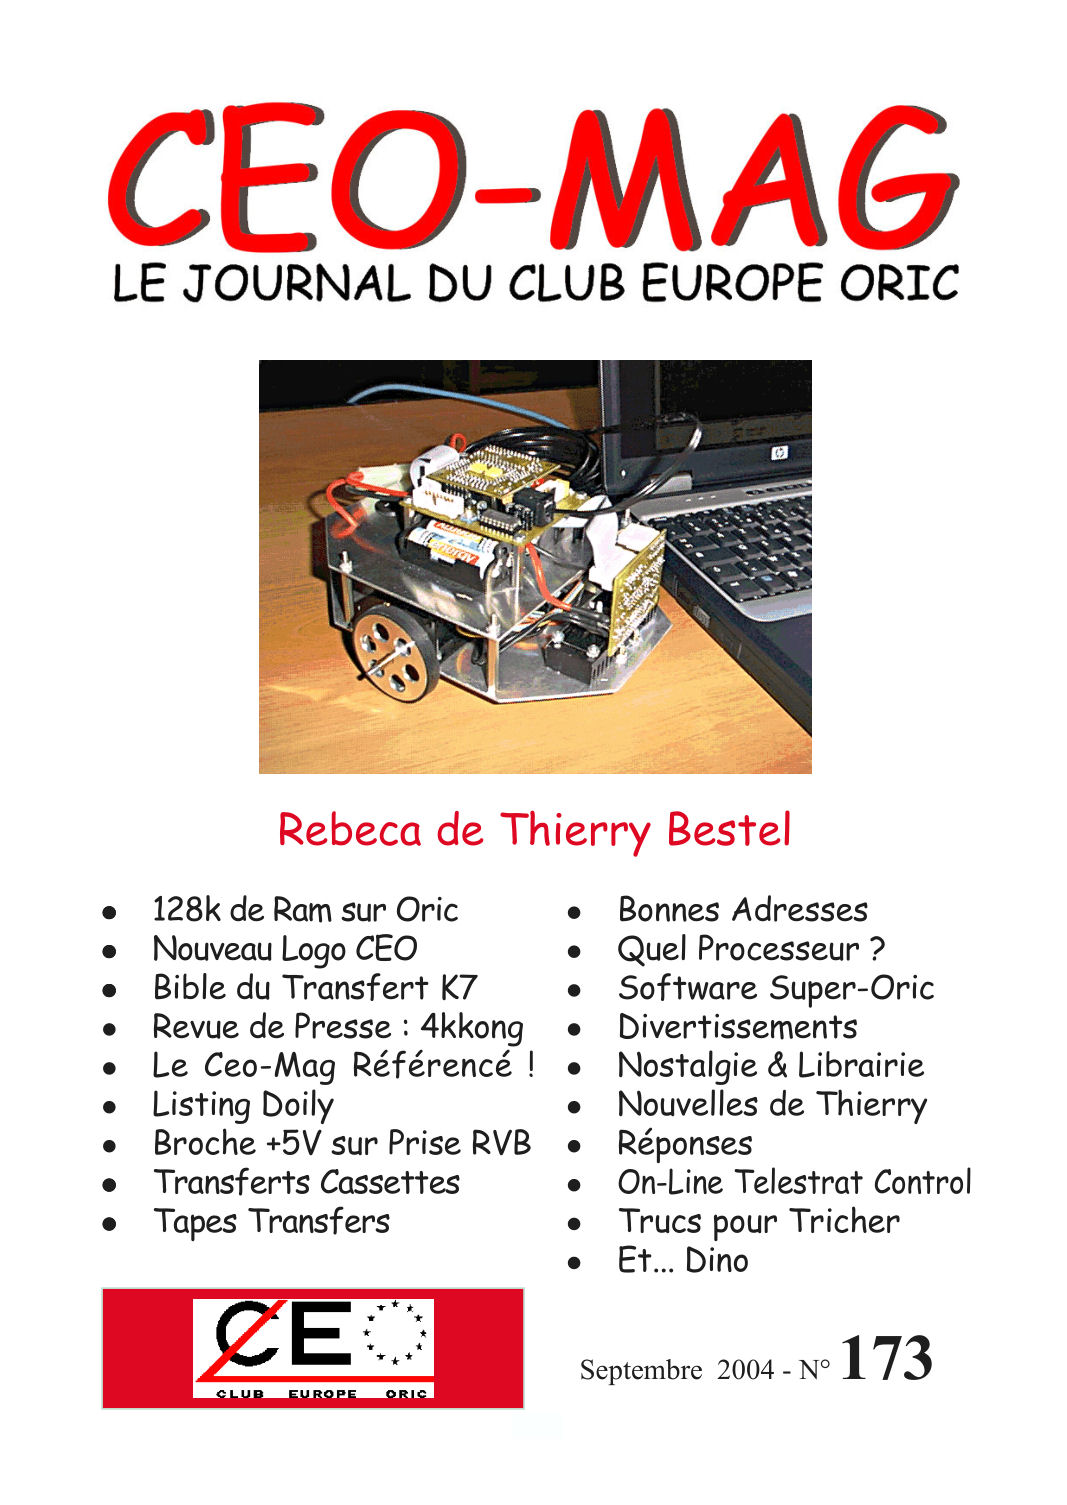 CEO-MAG
LE JOURNAL DU CLUB EUROPE ORIC
hp
Rebeca de Thierry Bestel
● 128k de Ram sur Oric
● Nouveau Logo CEO
● Bible du Transfert K7
● Revue de Presse : 4kkong
● Le Ceo-Mag Référencé !
● Listing Doily
● Broche +5V sur Prise RVB
● Transferts Cassettes
● Tapes Transfers
● Bonnes Adresses
● Quel Processeur ?
● Software Super-Oric
● Divertissements
● Nostalgie & Librairie
● Nouvelles de Thierry
● Réponses
● On-Line Telestrat Control
● Trucs pour Tricher
● Et... Dino
CEO
CLUB EUROPE ORIC
Septembre 2004 - N° 173